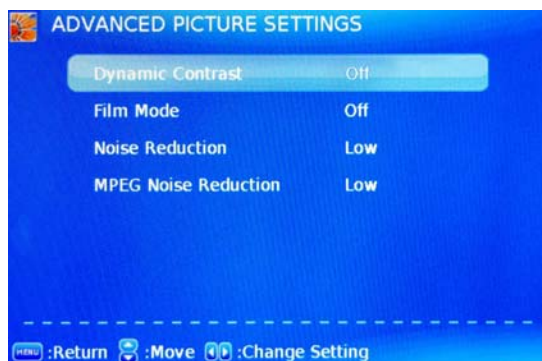 ADVANCED PICTURE SETTINGS
Dynamic Contrast Off
Film Mode Off
Noise Reduction Low
MPEG Noise Reduction Low
MENU :Return :Move :Change Setting